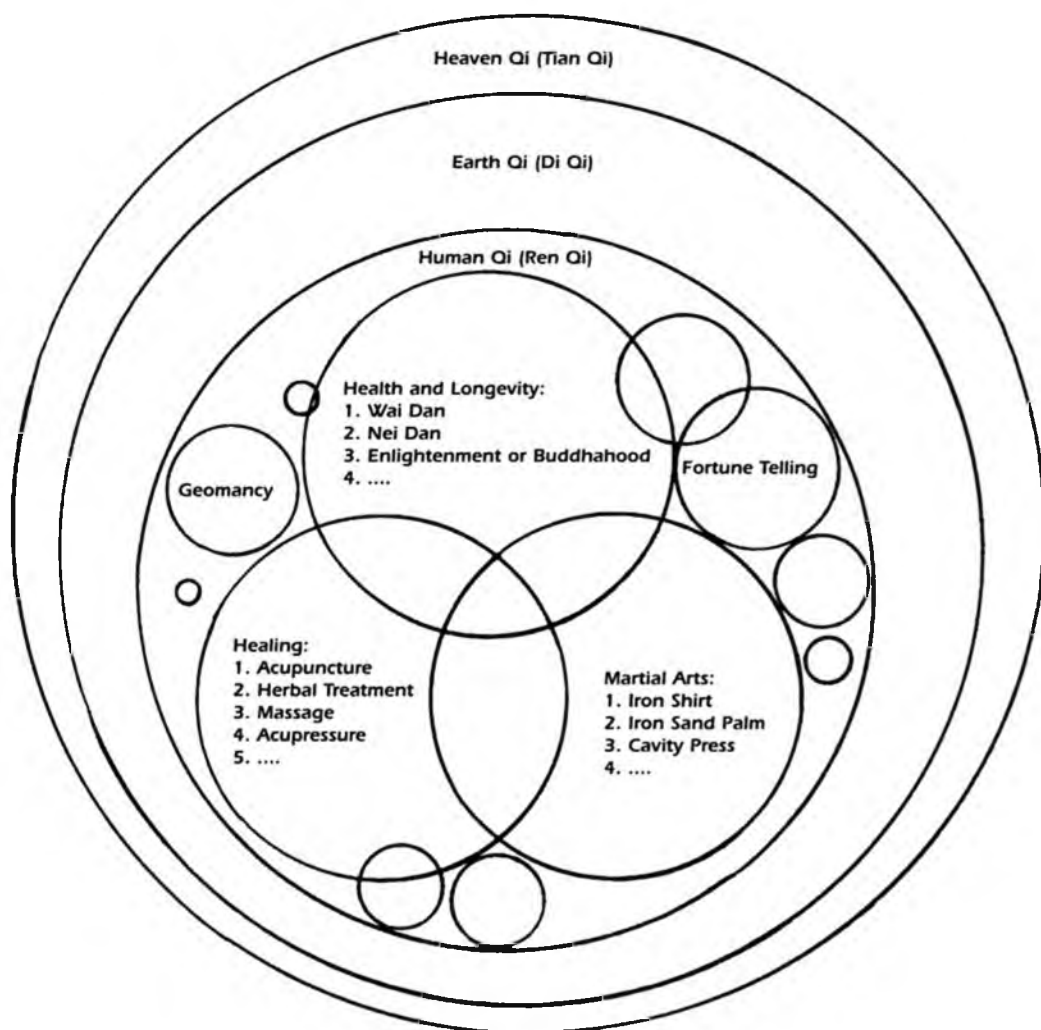 Heaven Qi (Tian Qi)
Earth Qi (Di Qi)
Human Qi (Ren Qi)
Health and Longevity:
1. Wai Dan
2. Nei Dan
3. Enlightenment or Buddhahood
4. ....
Geomancy
Fortune Telling
Healing:
1. Acupuncture
2. Herbal Treatment
3. Massage
4. Acupressure
5. ....
Martial Arts:
1. Iron Shirt
2. Iron Sand Palm
3. Cavity Press
4. ....